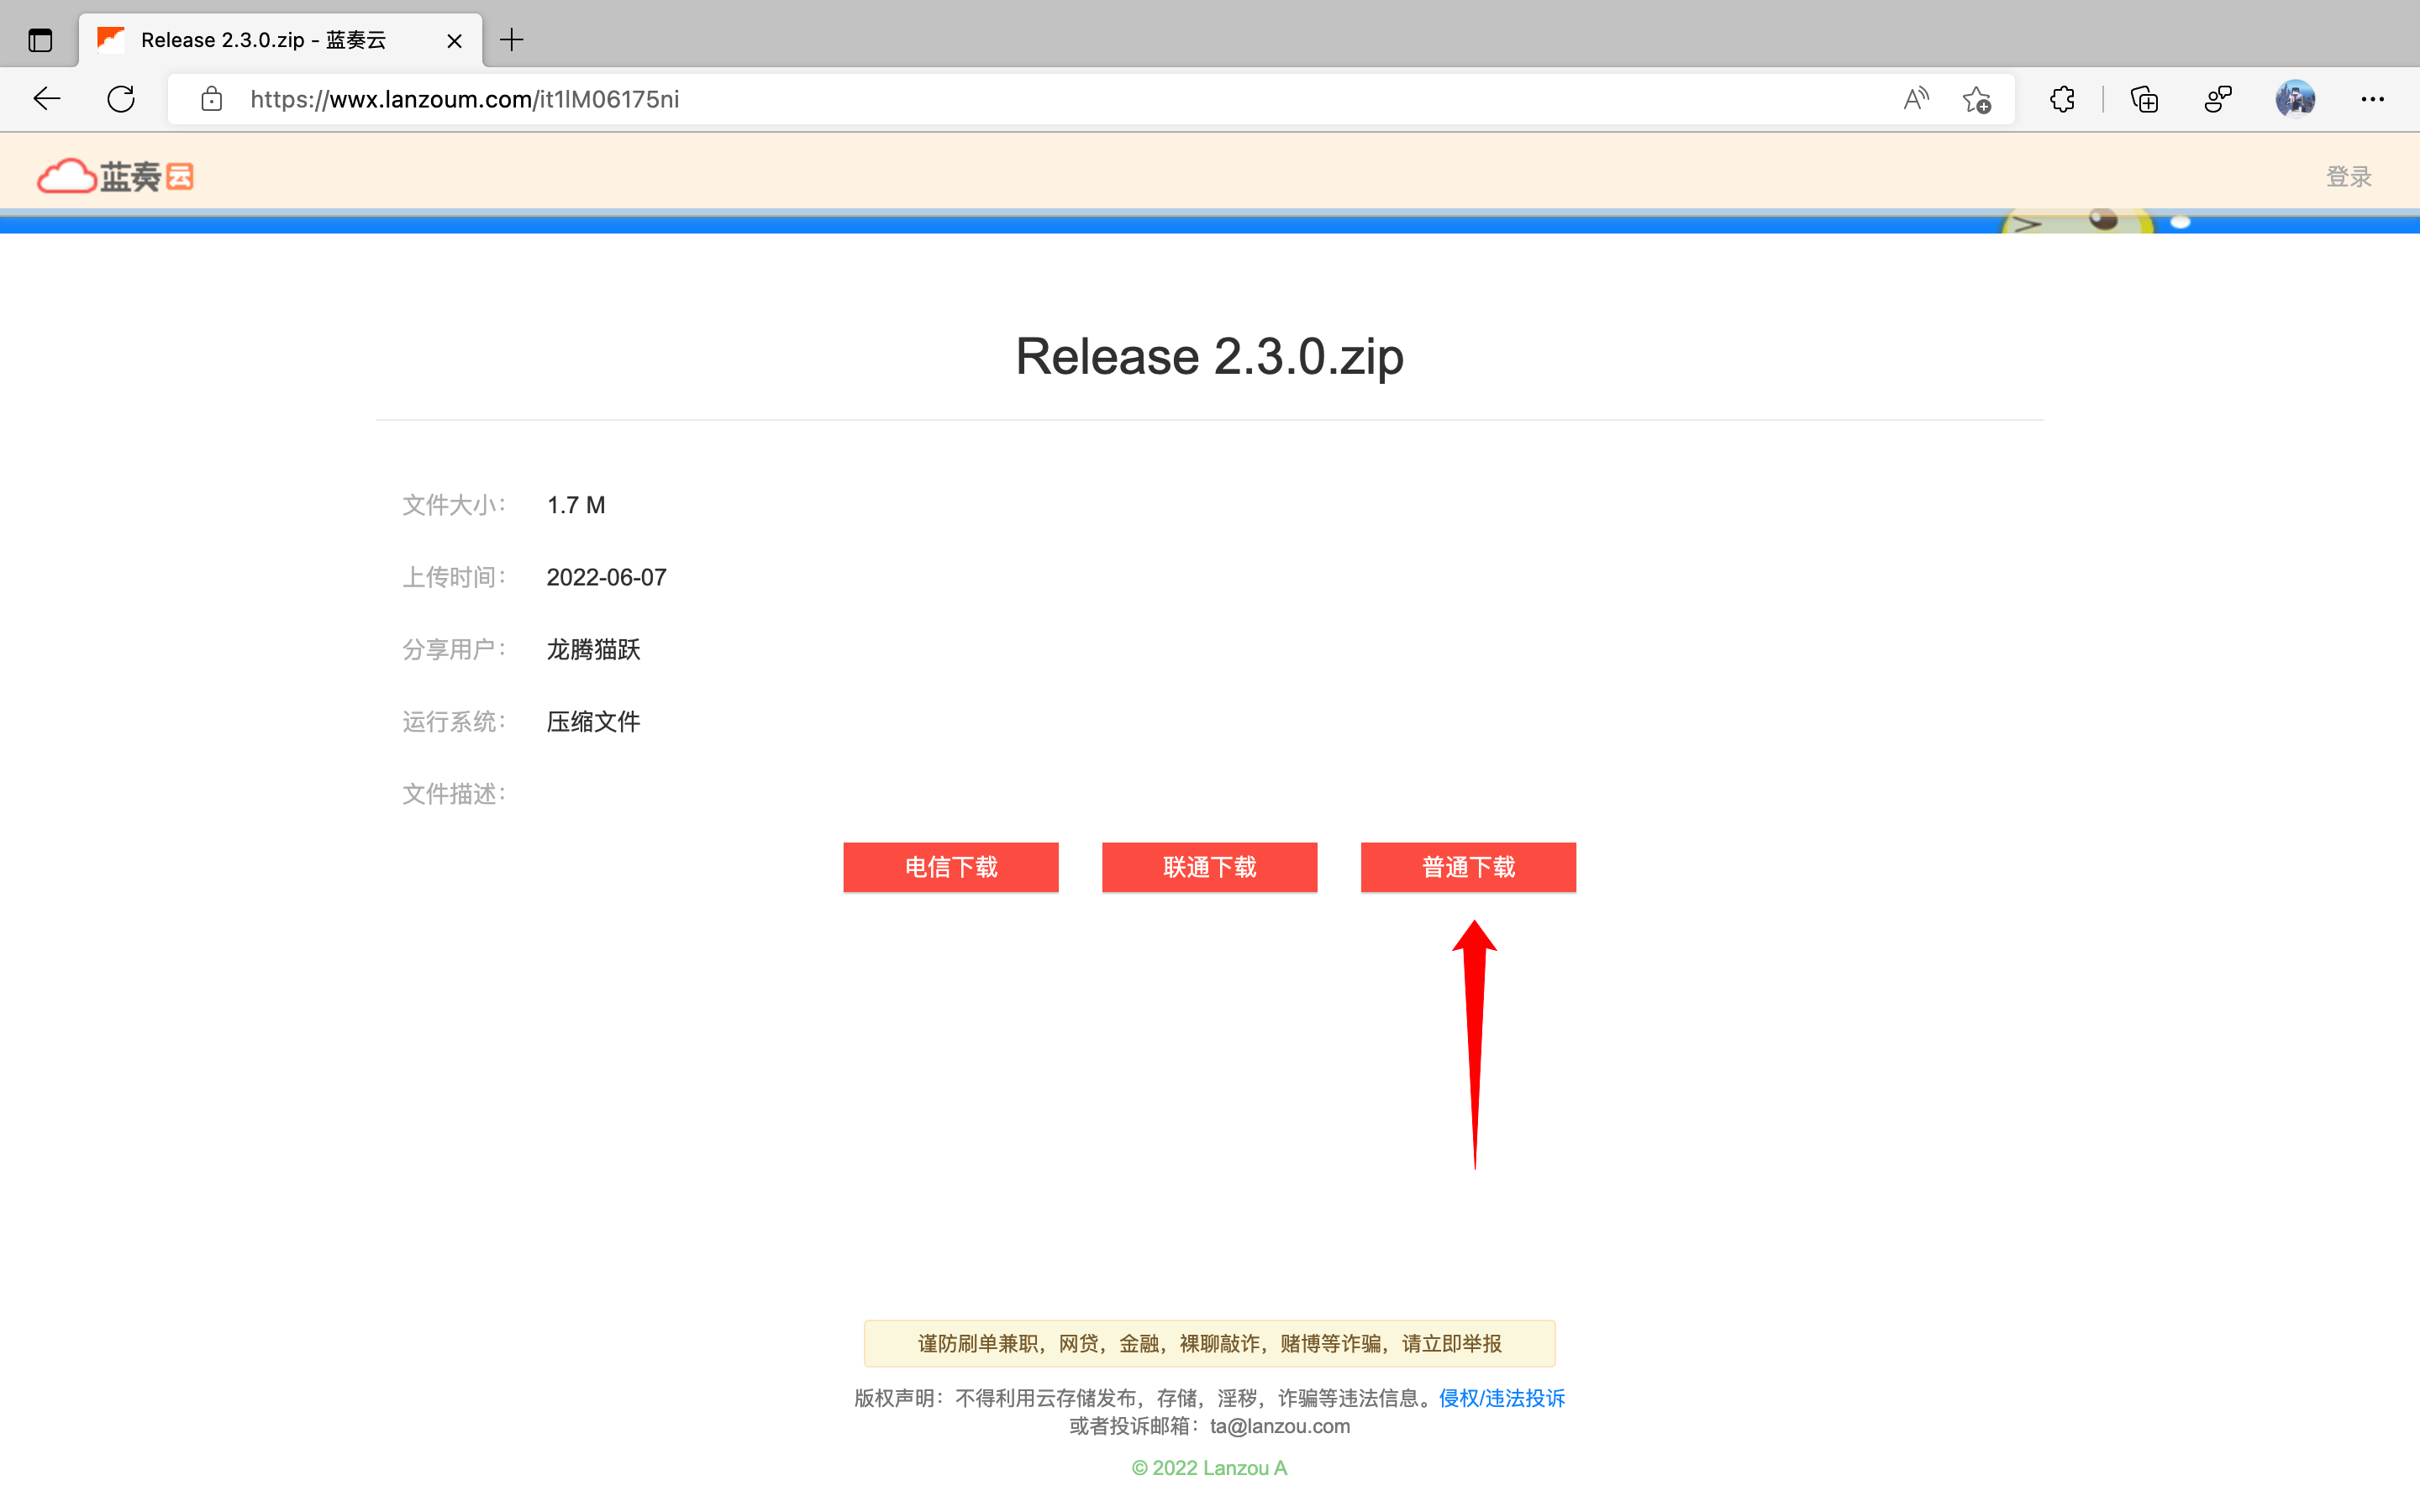 Release 2.3.0.zip - 蓝奏云
https://wwx.lanzoum.com/it1lM06175ni
蓝奏云
登录
Release 2.3.0.zip
文件大小： 1.7 M
上传时间： 2022-06-07
分享用户： 龙腾猫跃
运行系统： 压缩文件
文件描述：
电信下载 联通下载 普通下载
谨防刷单兼职，网贷，金融，裸聊敲诈，赌博等诈骗，请立即举报
版权声明：不得利用云存储发布，存储，淫秽，诈骗等违法信息。侵权/违法投诉
或者投诉邮箱：ta@lanzou.com
© 2022 Lanzou A